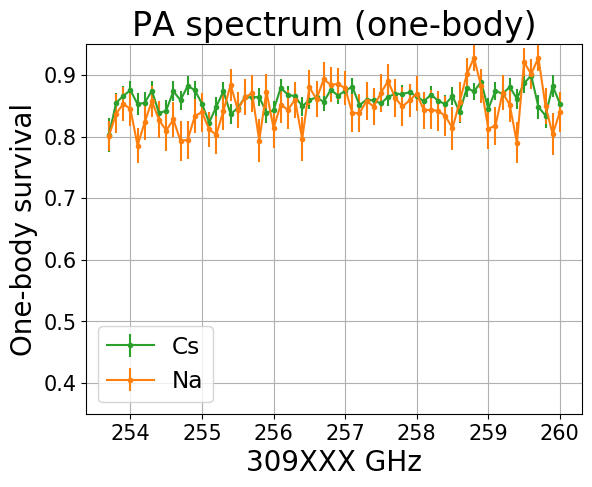 PA spectrum (one-body)
One-body survival
0.9
0.8
0.7
0.6
0.5
0.4
Cs
Na
254 255 256 257 258 259 260
309XXX GHz